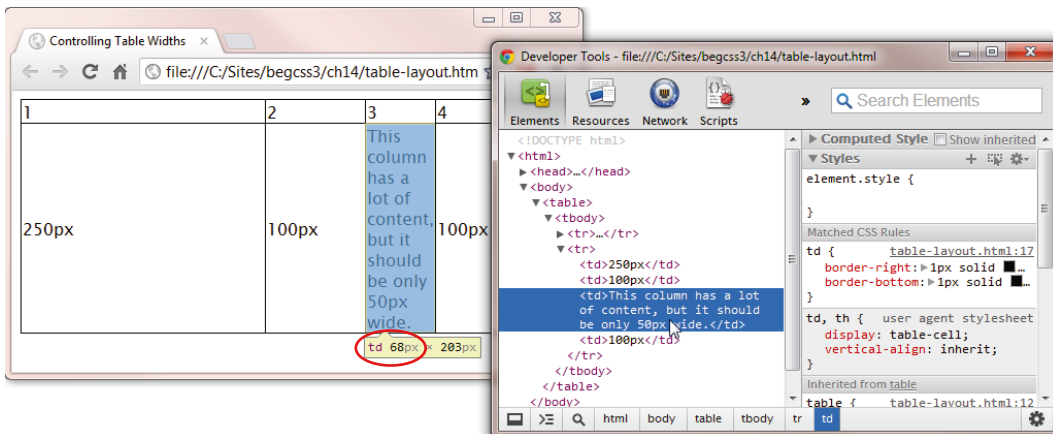 Controlling Table Widths ×
file:///C:/Sites/begcss3/ch14/table-layout.htm
1 2 3 4
250px
100px
This
column
has a
lot of
content,
but it
should
be only
50px
wide.
100px
td 68px × 203px
Developer Tools - file:///C:/Sites/begcss3/ch14/table-layout.html
Elements Resources Network Scripts » Search Elements
<!DOCTYPE html>
▼<html>
▶<head>…</head>
▼<body>
▼<table>
▼<tbody>
▶<tr>…</tr>
▼<tr>
<td>250px</td>
<td>100px</td>
<td>This column has a lot
of content, but it should
be only 50px wide.</td>
<td>100px</td>
</tr>
</tbody>
</table>
</body>
▶ Computed Style Show inherited
▼ Styles
element.style {
}
Matched CSS Rules
td { table-layout.html:17
border-right:▶1px solid …
border-bottom:▶1px solid …
}
td, th { user agent stylesheet
display: table-cell;
vertical-align: inherit;
}
Inherited from table
table { table-layout.html:12
html body table tbody tr td